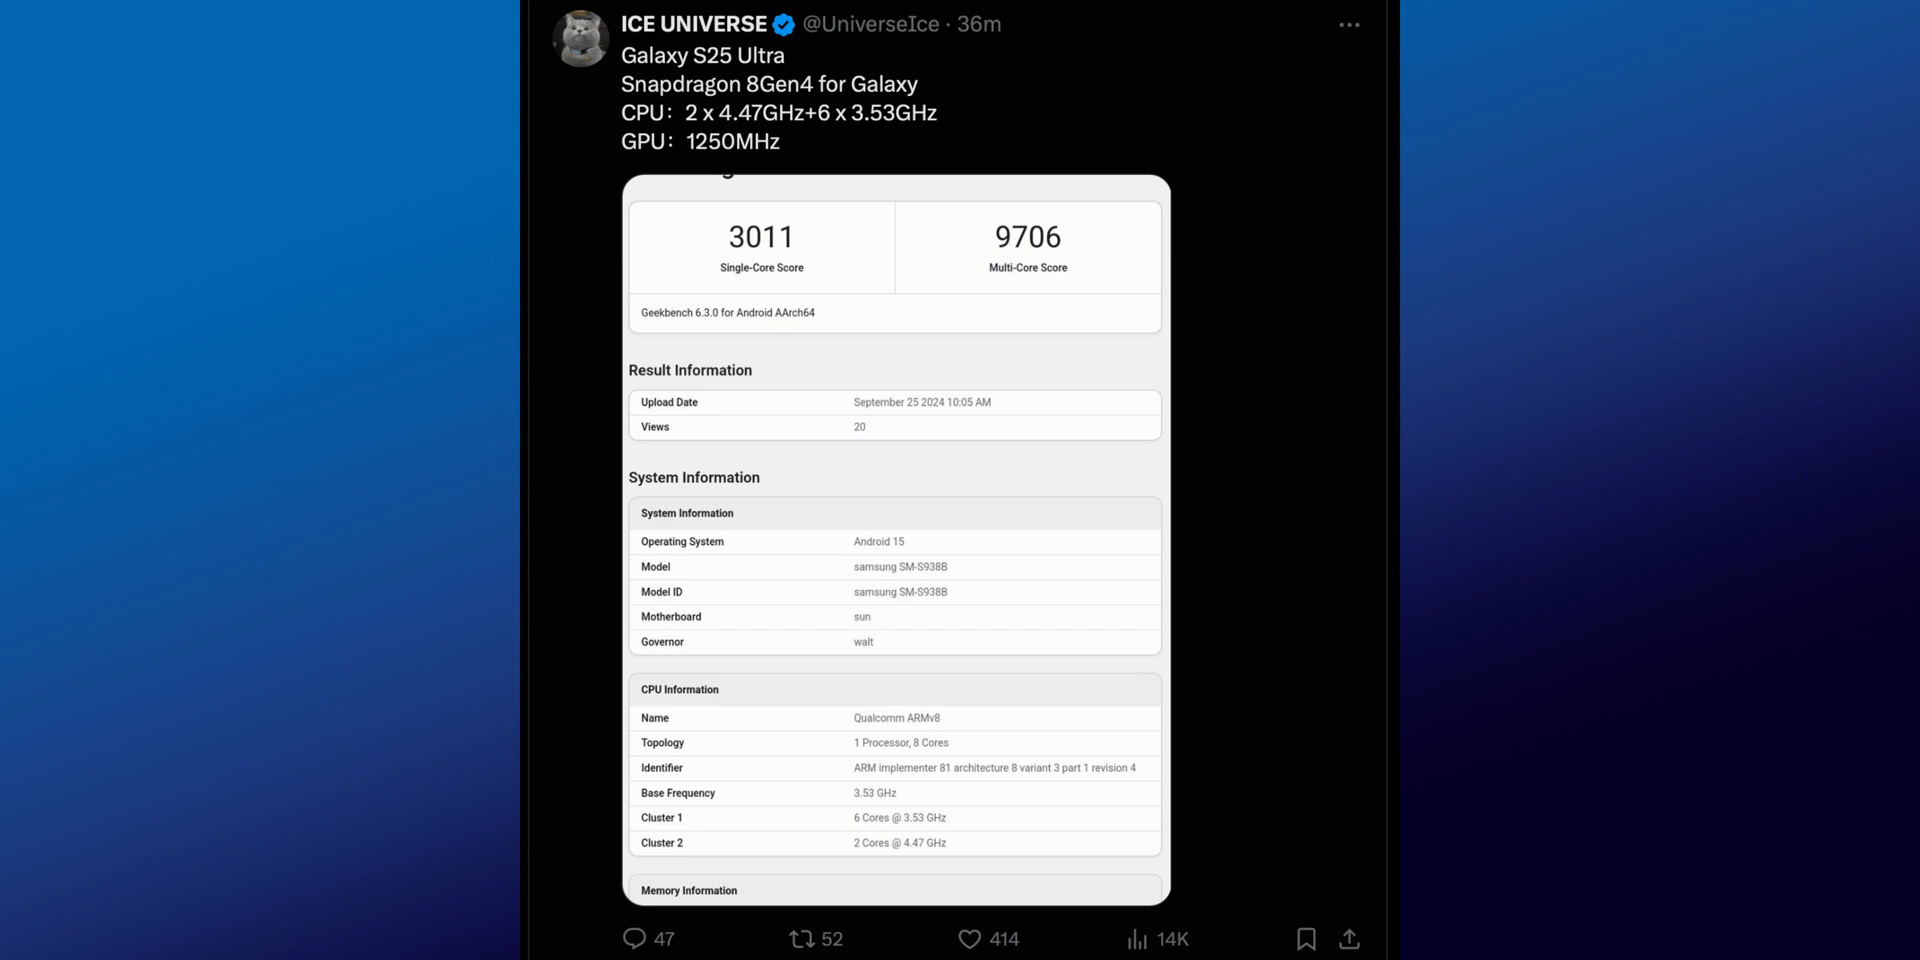 ICE UNIVERSE @UniverseIce · 36m
Galaxy S25 Ultra
Snapdragon 8Gen4 for Galaxy
CPU： 2 x 4.47GHz+6 x 3.53GHz
GPU： 1250MHz
3011 9706
Single-Core Score Multi-Core Score
Geekbench 6.3.0 for Android AArch64
Result Information
Upload Date September 25 2024 10:05 AM
Views 20
System Information
System Information
Operating System Android 15
Model samsung SM-S938B
Model ID samsung SM-S938B
Motherboard sun
Governor walt
CPU Information
Name Qualcomm ARMv8
Topology 1 Processor, 8 Cores
Identifier ARM implementer 81 architecture 8 variant 3 part 1 revision 4
Base Frequency 3.53 GHz
Cluster 1 6 Cores @ 3.53 GHz
Cluster 2 2 Cores @ 4.47 GHz
Memory Information
47 52 414 14K